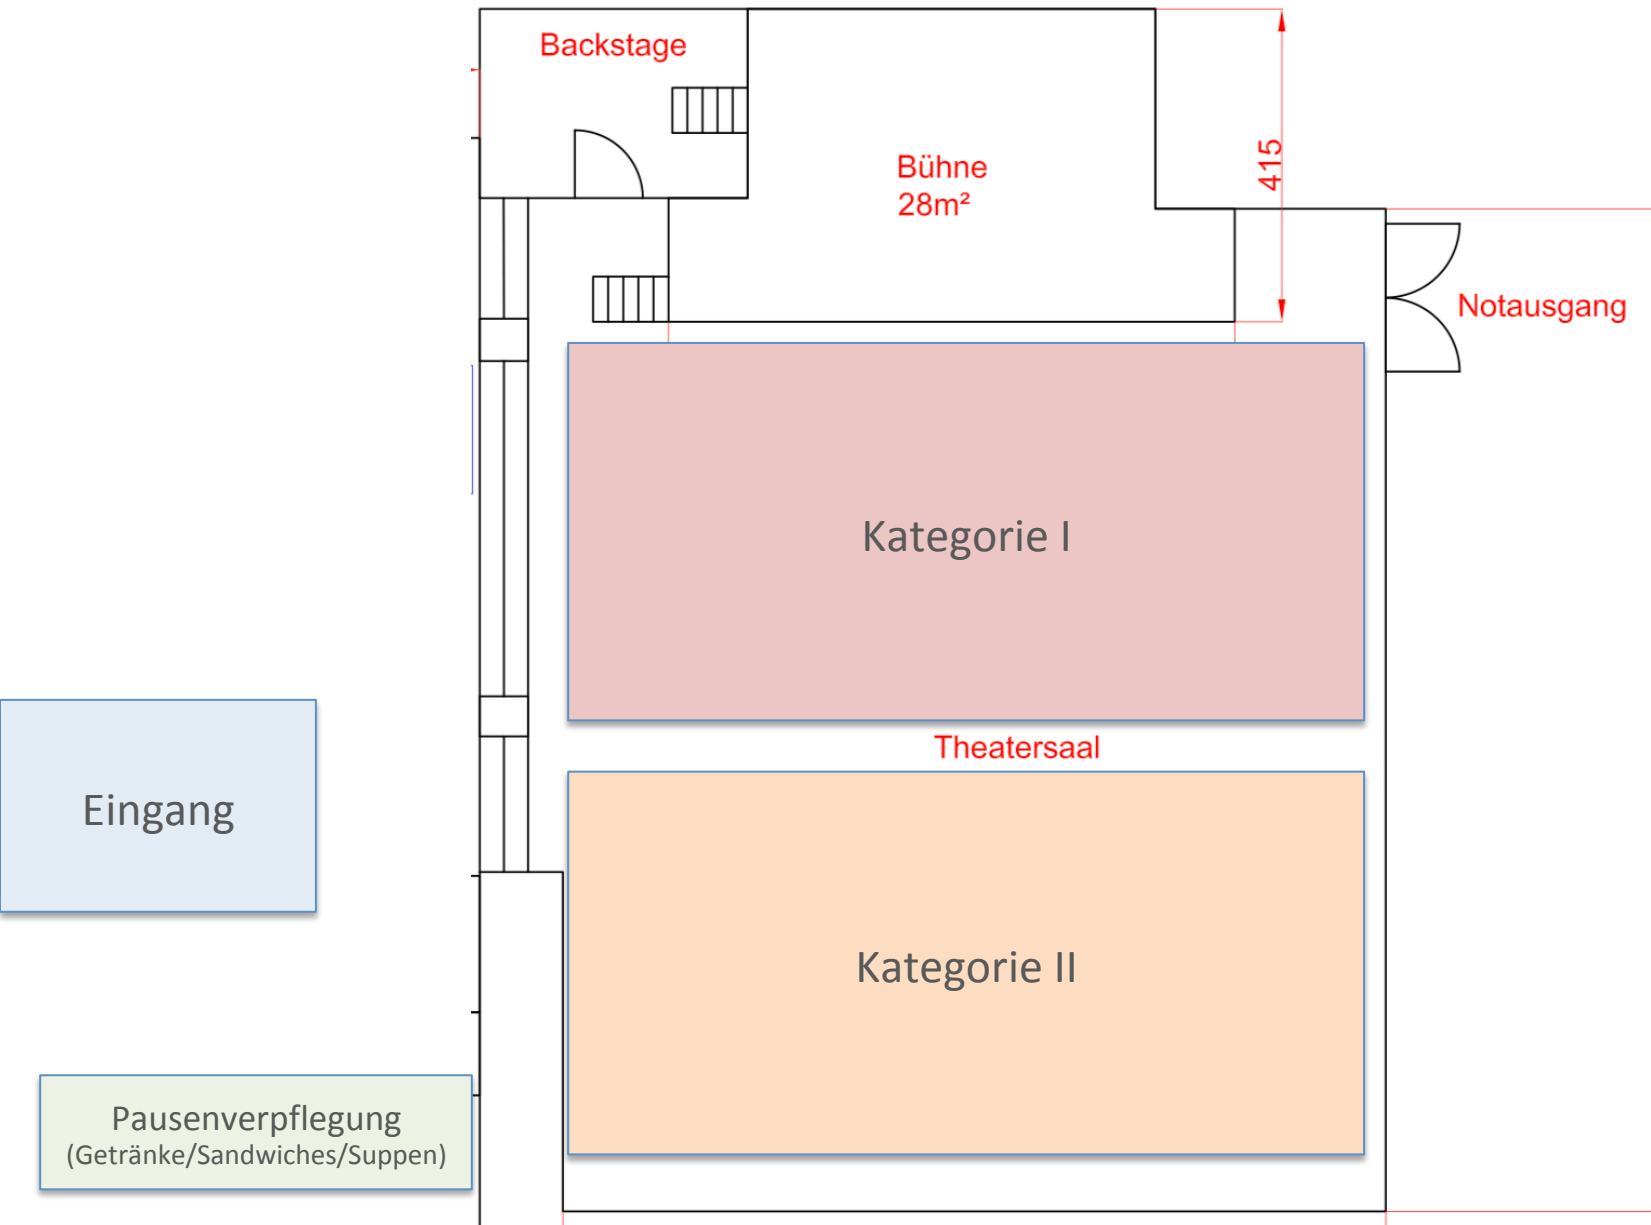 Backstage
Bühne
28m²
415
Notausgang
Kategorie I
Theatersaal
Eingang
Kategorie II
Pausenverpflegung
(Getränke/Sandwiches/Suppen)